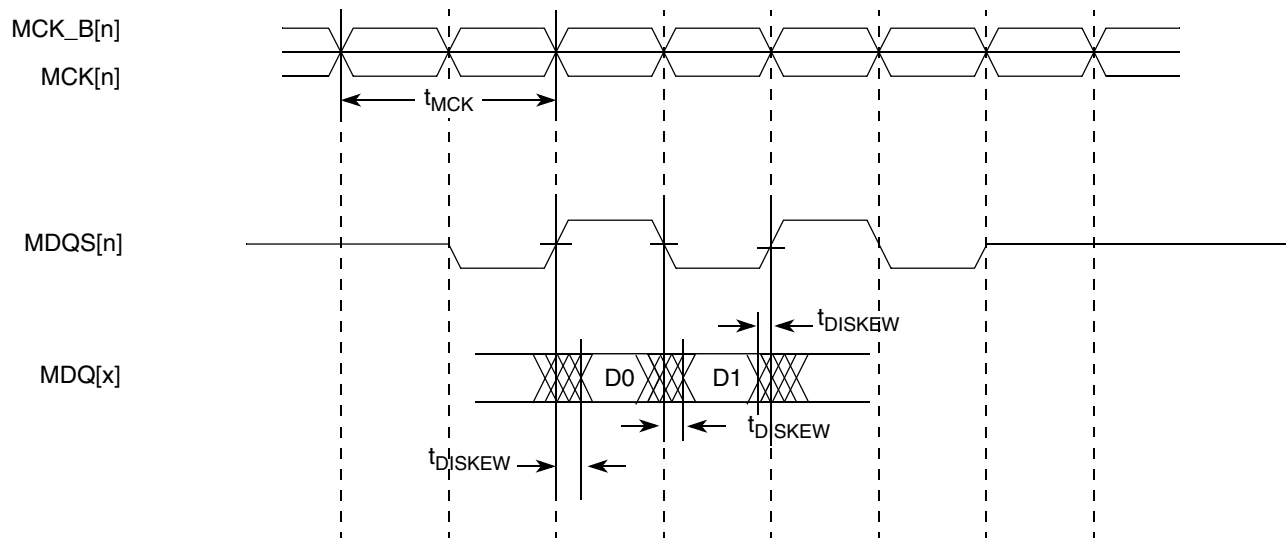 MCK_B[n]
MCK[n]
tMCK
MDQS[n]
tDISKEW
MDQ[x]
D0
D1
tDISKEW
tDISKEW